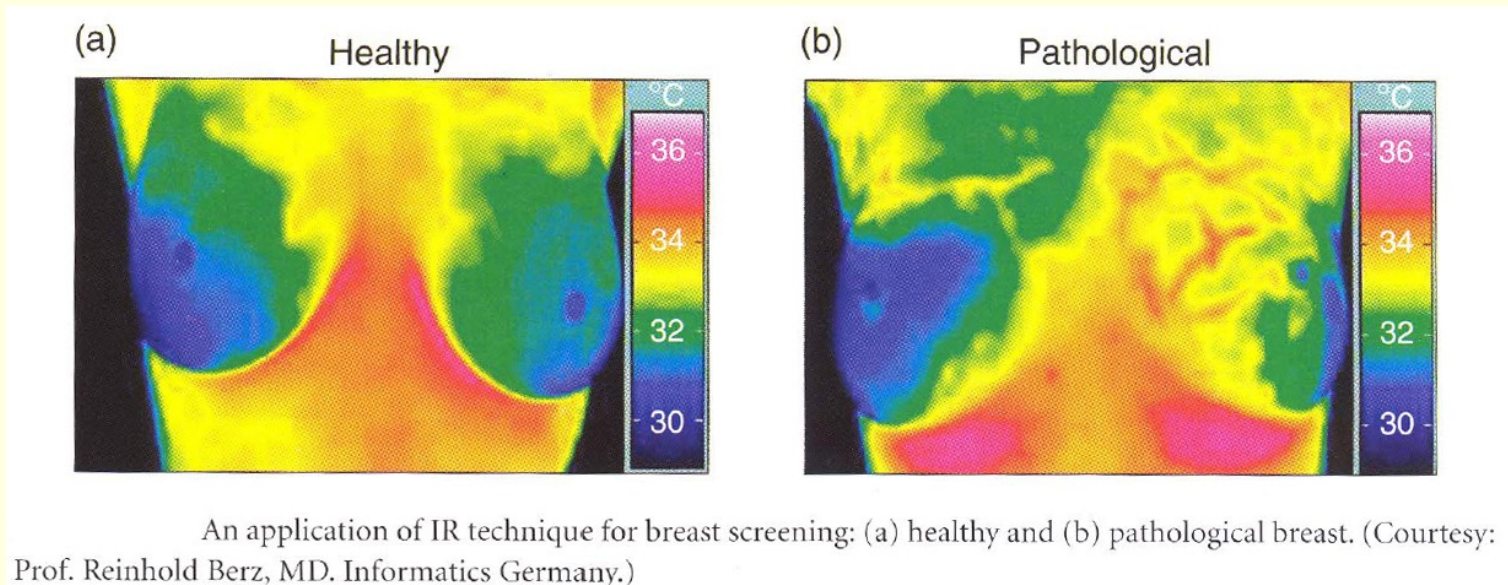 (a)
Healthy
°C
36
34
32
30
(b)
Pathological
°C
36
34
32
30
An application of IR technique for breast screening: (a) healthy and (b) pathological breast. (Courtesy:
Prof. Reinhold Berz, MD. Informatics Germany.)